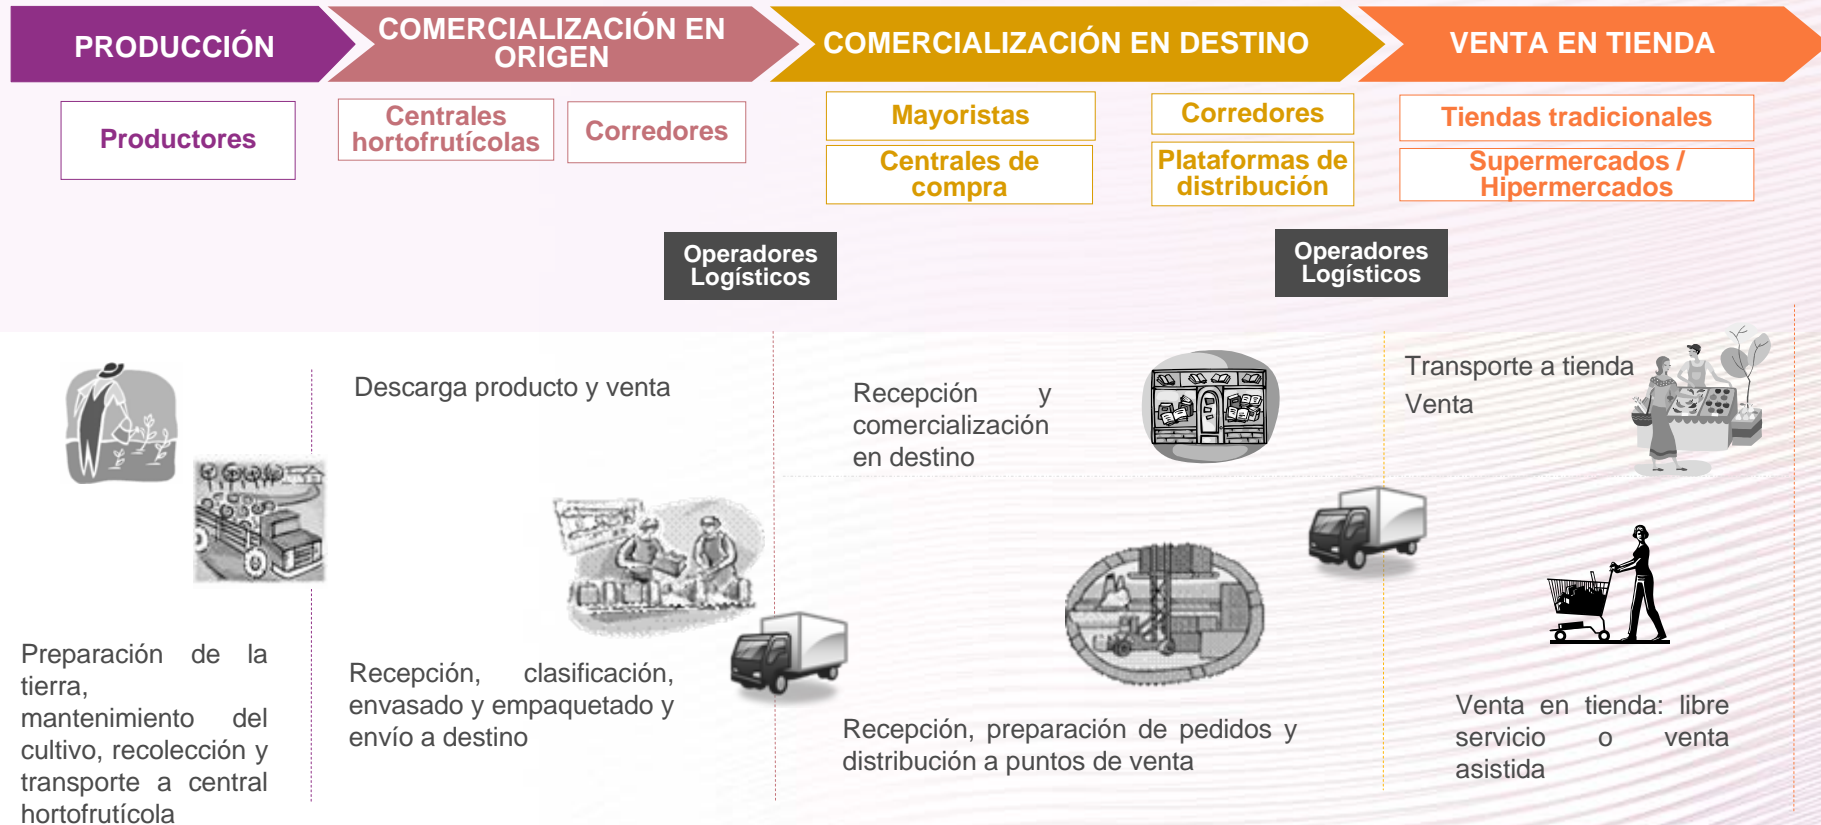 PRODUCCIÓN
COMERCIALIZACIÓN EN
ORIGEN
COMERCIALIZACIÓN EN DESTINO
VENTA EN TIENDA
Productores
Centrales
hortofrutícolas
Corredores
Mayoristas
Centrales de
compra
Corredores
Plataformas de
distribución
Tiendas tradicionales
Supermercados /
Hipermercados
Operadores
Logísticos
Operadores
Logísticos
Preparación de la
tierra,
mantenimiento del
cultivo, recolección y
transporte a central
hortofrutícola
Descarga producto y venta
Recepción, clasificación,
envasado y empaquetado y
envío a destino
Recepción y
comercialización
en destino
Recepción, preparación de pedidos y
distribución a puntos de venta
Transporte a tienda
Venta
Venta en tienda: libre
servicio o venta
asistida